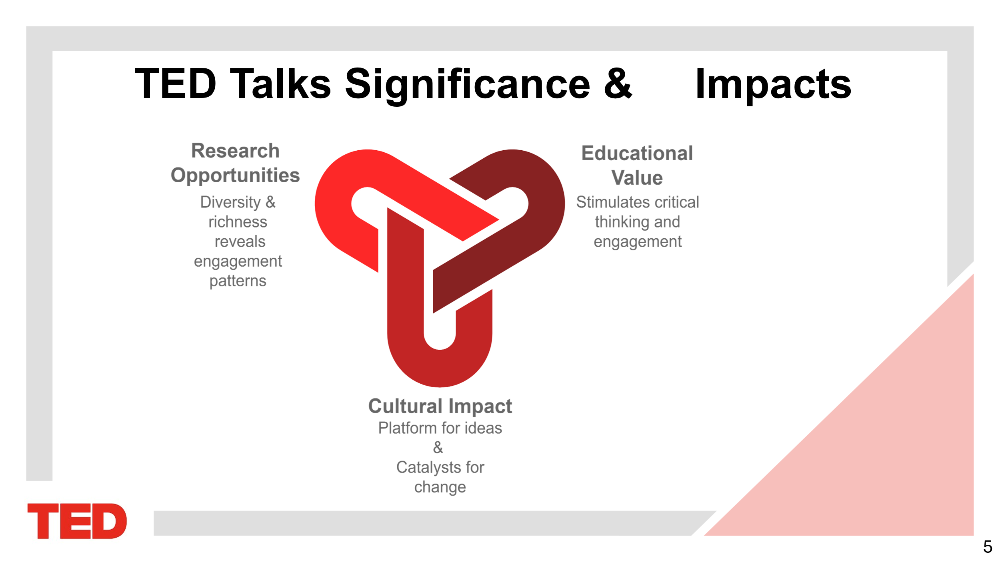 TED Talks Significance & Impacts
Research
Opportunities
Diversity &
richness
reveals
engagement
patterns
Educational
Value
Stimulates critical
thinking and
engagement
Cultural Impact
Platform for ideas
&
Catalysts for
change
TED
5